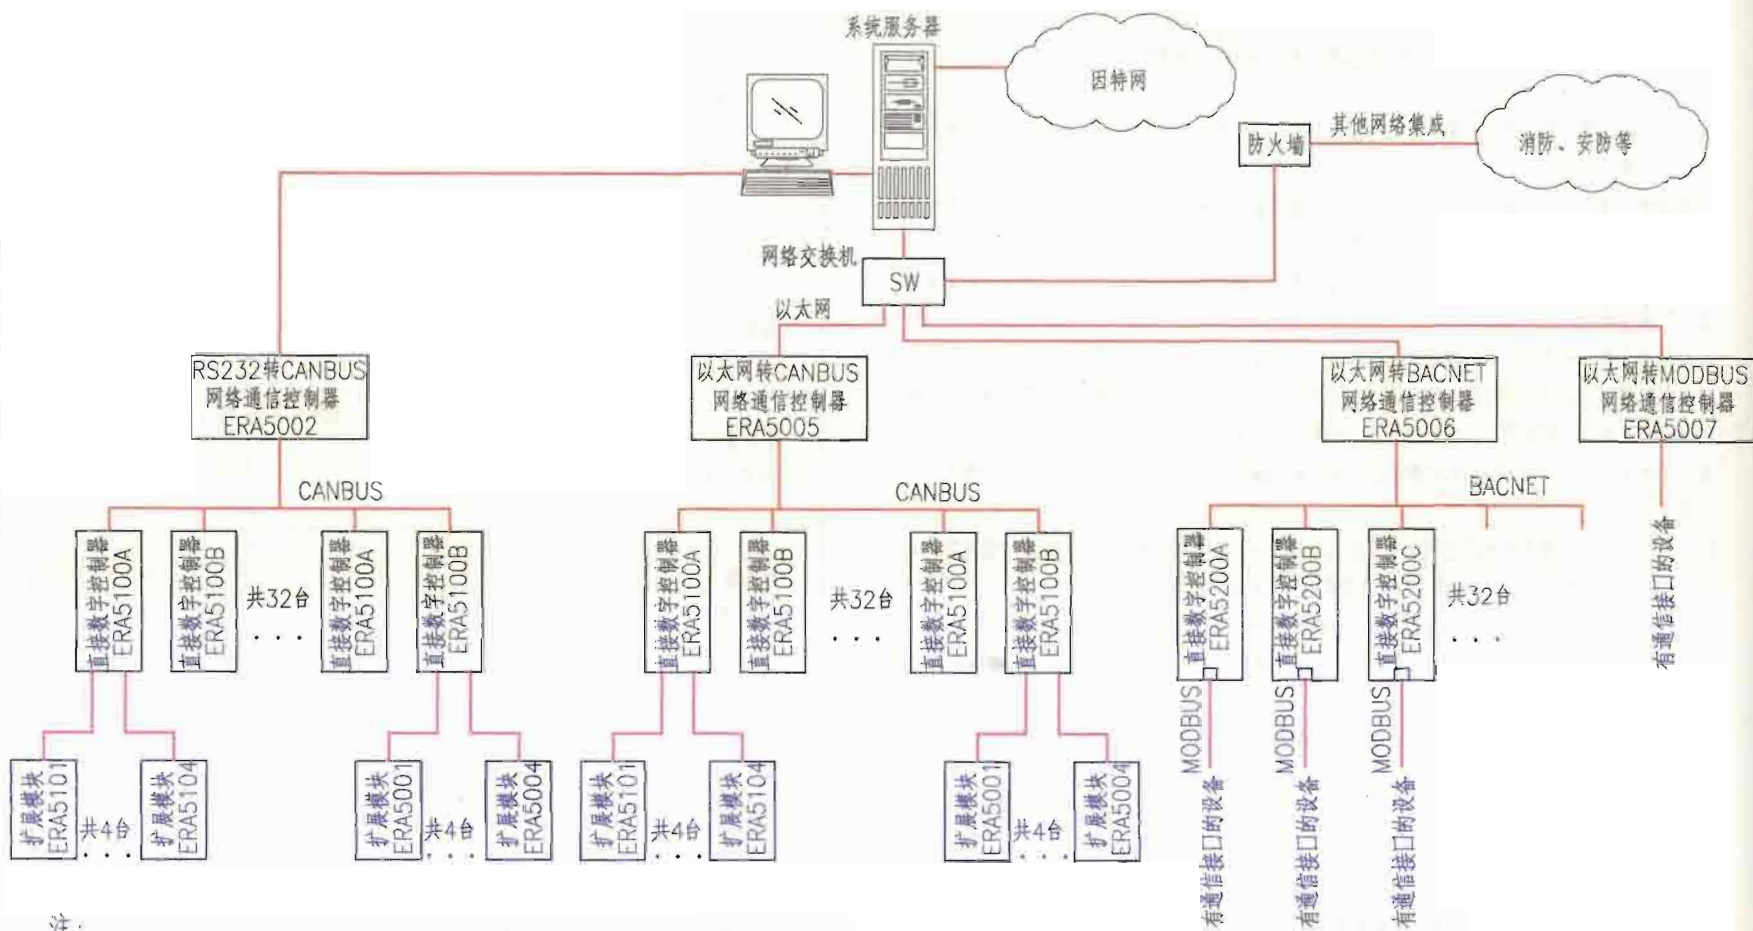 系统服务器
因特网
防火墙
其他网络集成
消防、安防等
网络交换机
SW
以太网
RS232转CANBUS
网络通信控制器
ERA5002
以太网转CANBUS
网络通信控制器
ERA5005
以太网转BACNET
网络通信控制器
ERA5006
以太网转MODBUS
网络通信控制器
ERA5007
CANBUS
CANBUS
BACNET
直接数字控制器
ERA5100A
直接数字控制器
ERA5100B
共32台
...
直接数字控制器
ERA5100A
直接数字控制器
ERA5100B
直接数字控制器
ERA5100A
直接数字控制器
ERA5100B
共32台
...
直接数字控制器
ERA5100A
直接数字控制器
ERA5100B
直接数字控制器
ERA5200A
直接数字控制器
ERA5200B
直接数字控制器
ERA5200C
共32台
...
有通信接口的设备
扩展模块
ERA5101
共4台
...
扩展模块
ERA5104
扩展模块
ERA5001
共4台
...
扩展模块
ERA5004
扩展模块
ERA5101
共4台
...
扩展模块
ERA5104
扩展模块
ERA5001
共4台
...
扩展模块
ERA5004
MODBUS
有通信接口的设备
MODBUS
有通信接口的设备
MODBUS
有通信接口的设备
注: